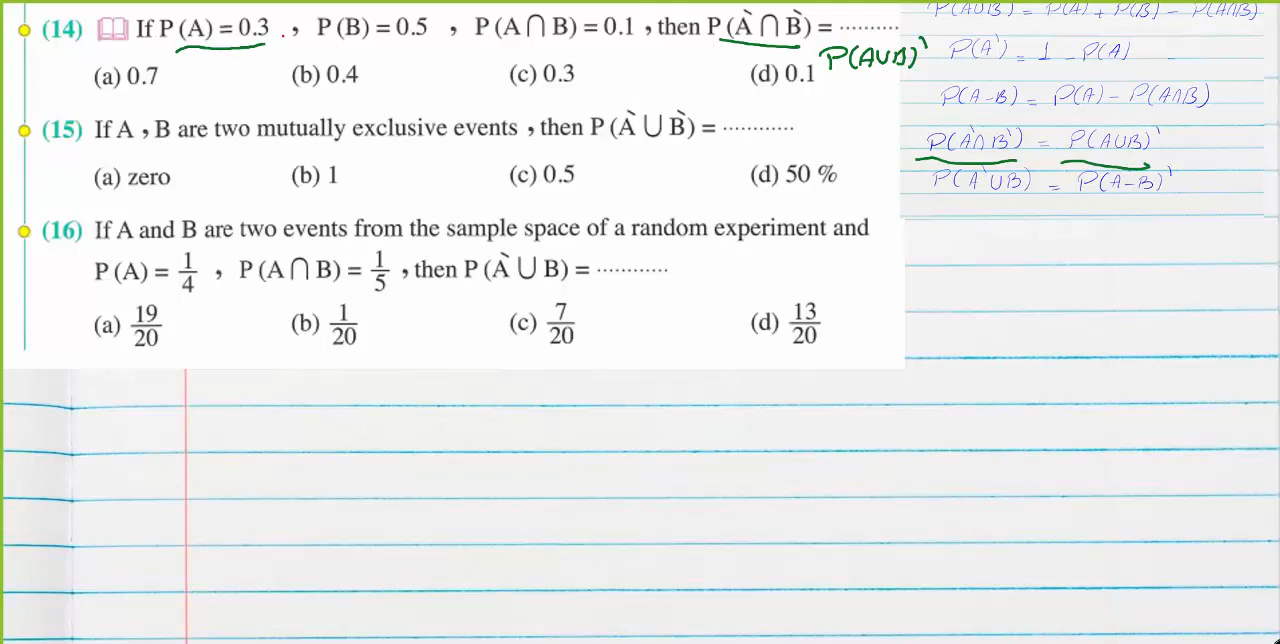 (14) If P (A) = 0.3 , P (B) = 0.5 , P (A ∩ B) = 0.1 , then P (À ∩ B̀) = ..........
(a) 0.7 (b) 0.4 (c) 0.3 (d) 0.1
P(A∪B)'
(15) If A , B are two mutually exclusive events , then P (À ∪ B̀) = ............
(a) zero (b) 1 (c) 0.5 (d) 50 %
(16) If A and B are two events from the sample space of a random experiment and
P (A) = 1/4 , P (A ∩ B) = 1/5 , then P (À ∪ B) = ............
(a) 19/20 (b) 1/20 (c) 7/20 (d) 13/20
P(A∪B) = P(A) + P(B) - P(A∩B)
P(A') = 1 - P(A)
P(A-B) = P(A) - P(A∩B)
P(A'∩B') = P(A∪B)'
P(A'∪B) = P(A-B)'